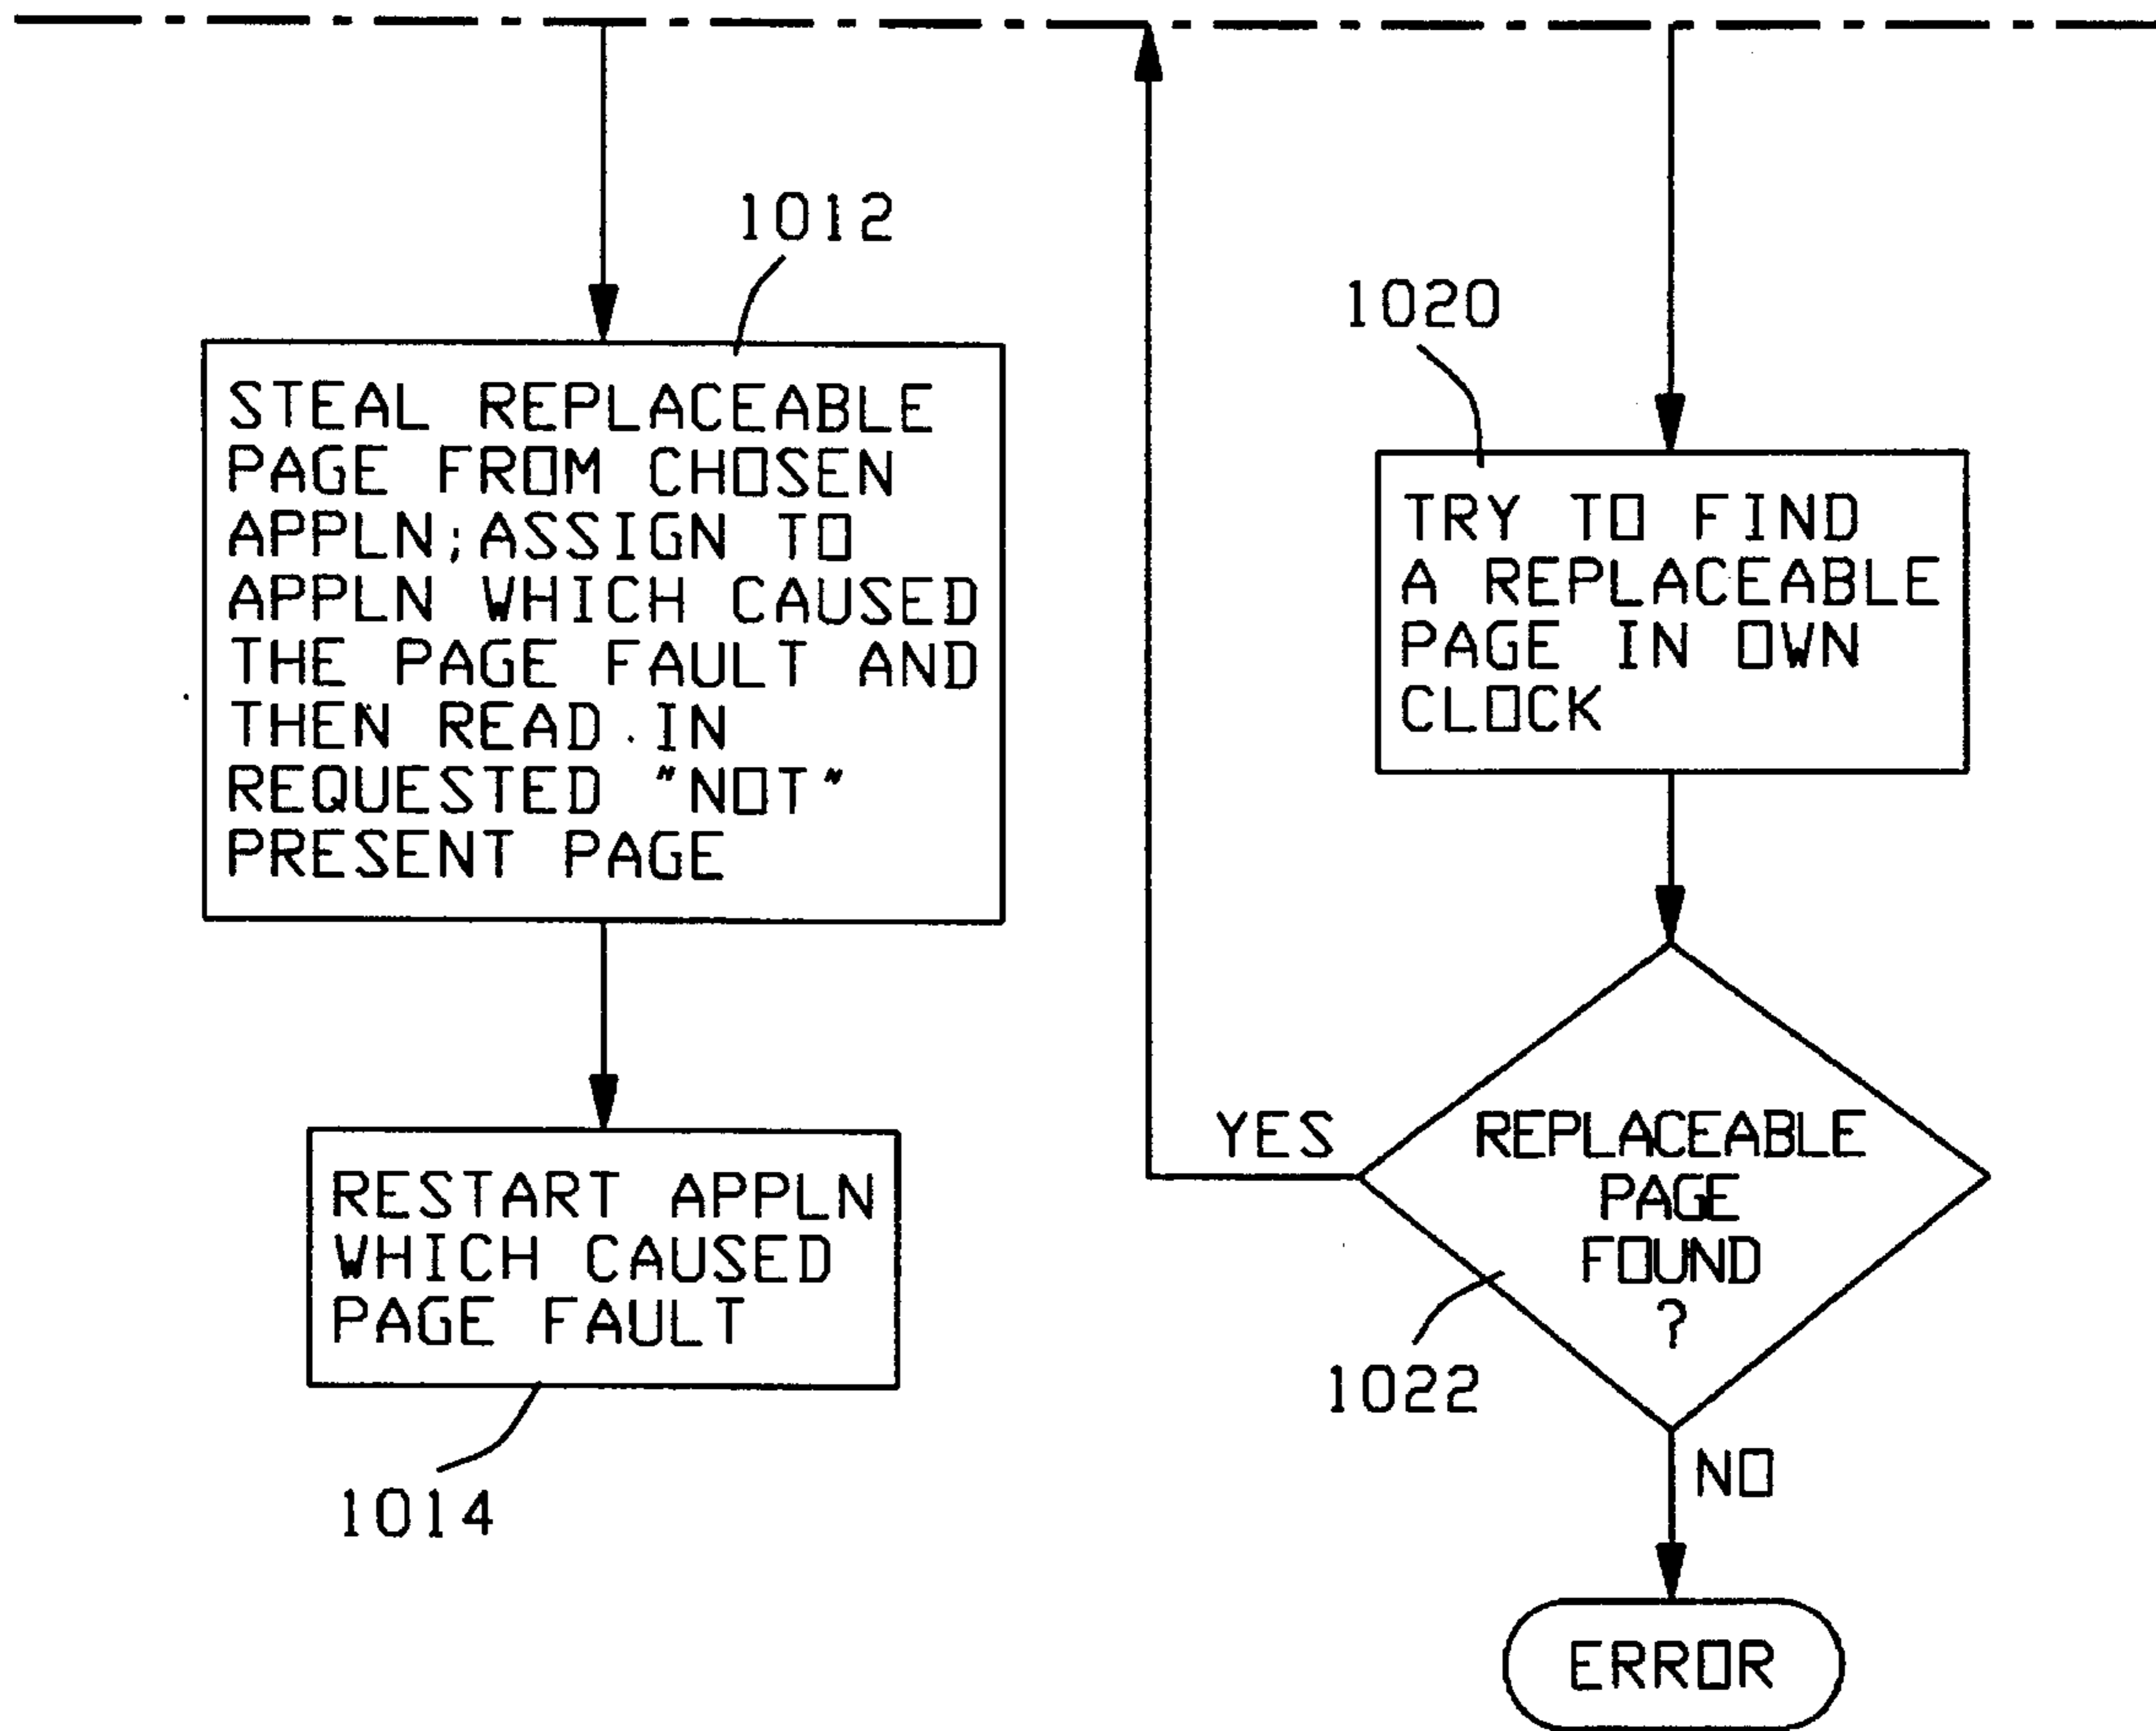 1012
STEAL REPLACEABLE
PAGE FROM CHOSEN
APPLN;ASSIGN TO
APPLN WHICH CAUSED
THE PAGE FAULT AND
THEN READ IN
REQUESTED "NOT"
PRESENT PAGE
RESTART APPLN
WHICH CAUSED
PAGE FAULT
1014
1020
TRY TO FIND
A REPLACEABLE
PAGE IN OWN
CLOCK
YES
REPLACEABLE
PAGE
FOUND
?
1022
NO
ERROR